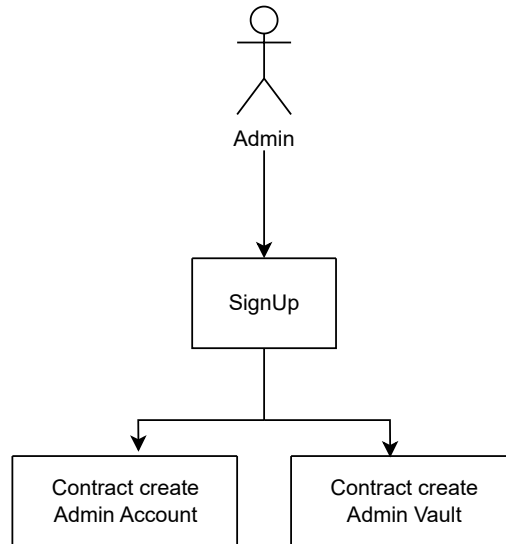 Admin
SignUp
Contract create
Admin Account
Contract create
Admin Vault